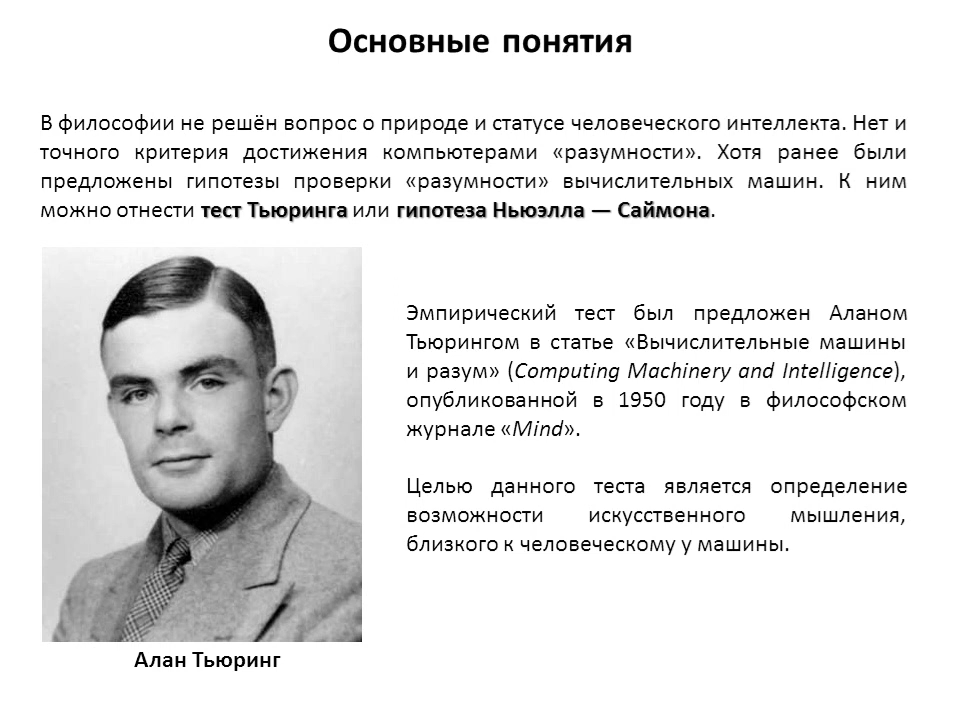 Основные понятия
В философии не решён вопрос о природе и статусе человеческого интеллекта. Нет и
точного критерия достижения компьютерами «разумности». Хотя ранее были
предложены гипотезы проверки «разумности» вычислительных машин. К ним
можно отнести тест Тьюринга или гипотеза Ньюэлла — Саймона.
Эмпирический тест был предложен Аланом
Тьюрингом в статье «Вычислительные машины
и разум» (Computing Machinery and Intelligence),
опубликованной в 1950 году в философском
журнале «Mind».
Целью данного теста является определение
возможности искусственного мышления,
близкого к человеческому у машины.
Алан Тьюринг